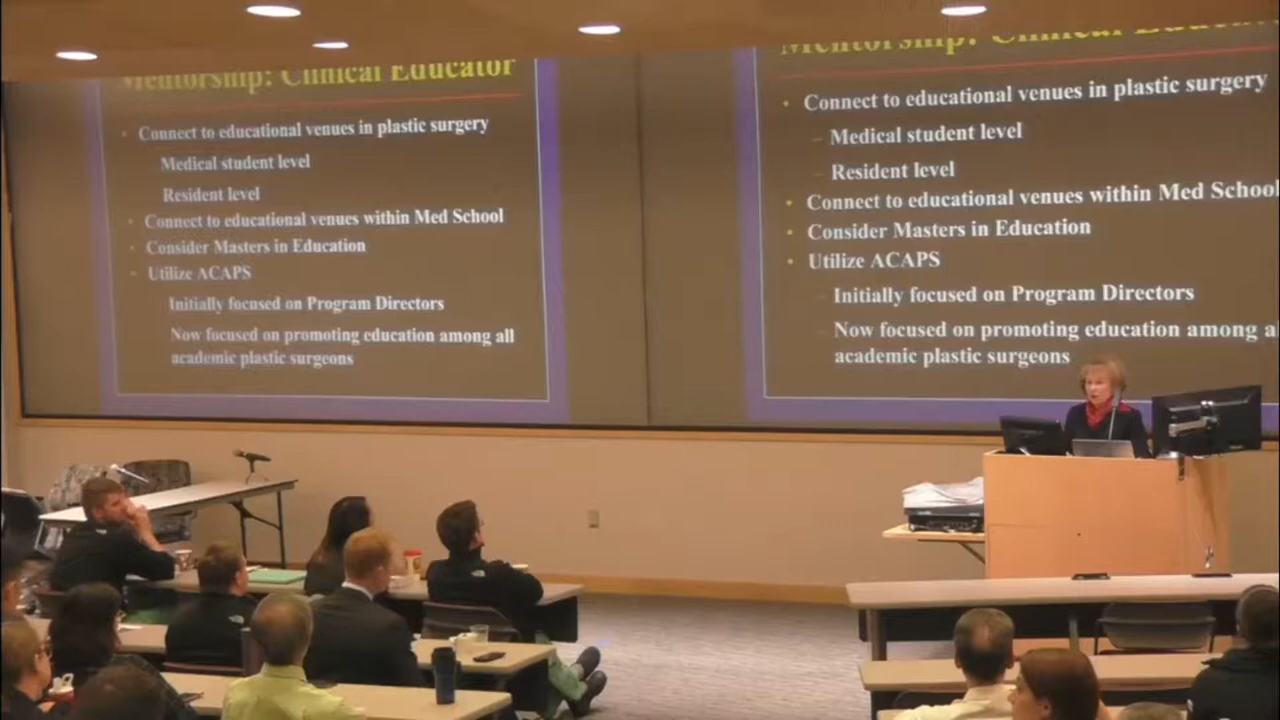 Mentorship: Clinical Educator
Connect to educational venues in plastic surgery
Medical student level
Resident level
Connect to educational venues within Med School
Consider Masters in Education
Utilize ACAPS
Initially focused on Program Directors
Now focused on promoting education among all
academic plastic surgeons
Mentorship: Clinical
• Connect to educational venues in plastic surgery
– Medical student level
– Resident level
• Connect to educational venues within Med School
• Consider Masters in Education
• Utilize ACAPS
– Initially focused on Program Directors
– Now focused on promoting education among a
academic plastic surgeons